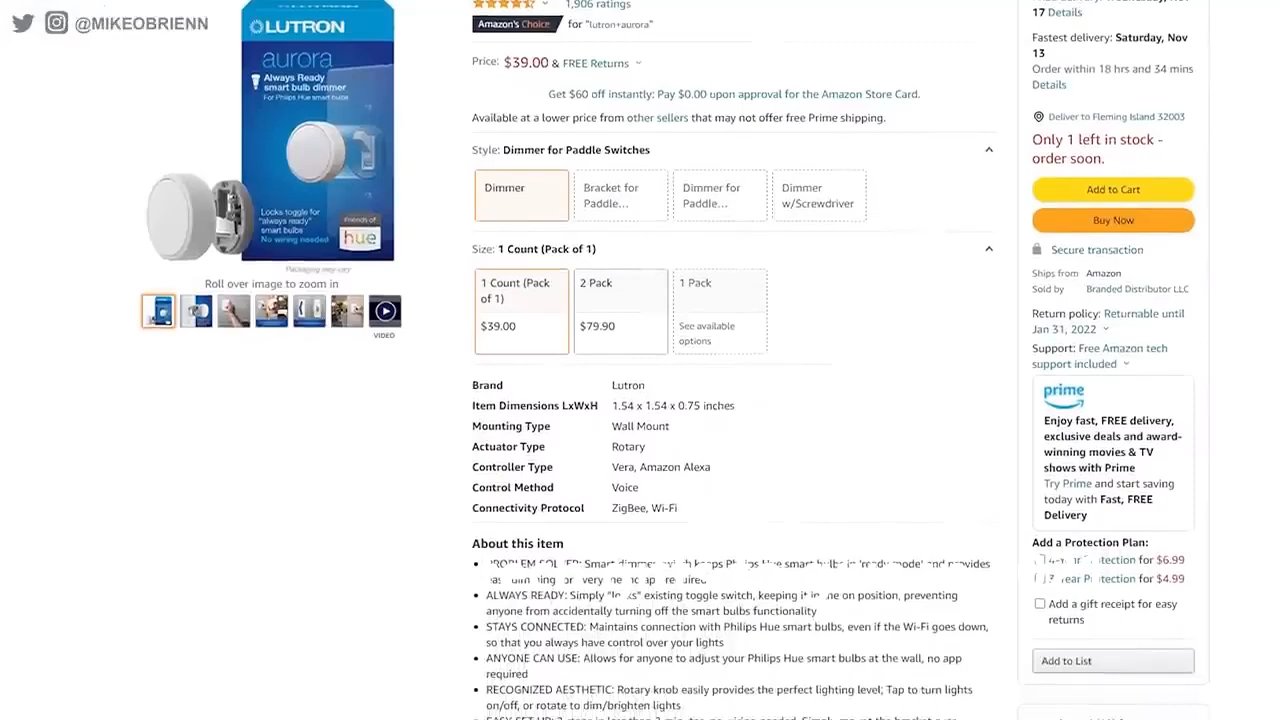 @MIKEOBRIENN
LUTRON
aurora
Always Ready
smart bulb dimmer
For Philips Hue smart bulbs
Locks toggle for
"always ready"
smart bulbs
No wiring needed
Friends of
hue
Packaging may vary
Roll over image to zoom in
VIDEO
1,906 ratings
Amazon's Choice for "lutron+aurora"
Price: $39.00 & FREE Returns
Get $60 off instantly: Pay $0.00 upon approval for the Amazon Store Card.
Available at a lower price from other sellers that may not offer free Prime shipping.
Style: Dimmer for Paddle Switches
Dimmer
Bracket for
Paddle...
Dimmer for
Paddle...
Dimmer
w/Screwdriver
Size: 1 Count (Pack of 1)
1 Count (Pack
of 1)
$39.00
2 Pack
$79.90
1 Pack
See available
options
Brand Lutron
Item Dimensions LxWxH 1.54 x 1.54 x 0.75 inches
Mounting Type Wall Mount
Actuator Type Rotary
Controller Type Vera, Amazon Alexa
Control Method Voice
Connectivity Protocol ZigBee, Wi-Fi
About this item
Smart keeps smart in 'ready mode' and provides
required
ALWAYS READY: Simply existing toggle switch, keeping it on position, preventing
anyone from accidentally turning off the smart bulbs functionality
STAYS CONNECTED: Maintains connection with Philips Hue smart bulbs, even if the Wi-Fi goes down,
so that you always have control over your lights
ANYONE CAN USE: Allows for anyone to adjust your Philips Hue smart bulbs at the wall, no app
required
RECOGNIZED AESTHETIC: Rotary knob easily provides the perfect lighting level; Tap to turn lights
on/off, or rotate to dim/brighten lights
17 Details
Fastest delivery: Saturday, Nov
13
Order within 18 hrs and 34 mins
Details
Deliver to Fleming Island 32003
Only 1 left in stock -
order soon.
Add to Cart
Buy Now
Secure transaction
Ships from Amazon
Sold by Branded Distributor LLC
Return policy: Returnable until
Jan 31, 2022
Support: Free Amazon tech
support included
prime
Enjoy fast, FREE delivery,
exclusive deals and award-
winning movies & TV
shows with Prime
Try Prime and start saving
today with Fast, FREE
Delivery
Add a Protection Plan:
for $6.99
for $4.99
Add a gift receipt for easy
returns
Add to List